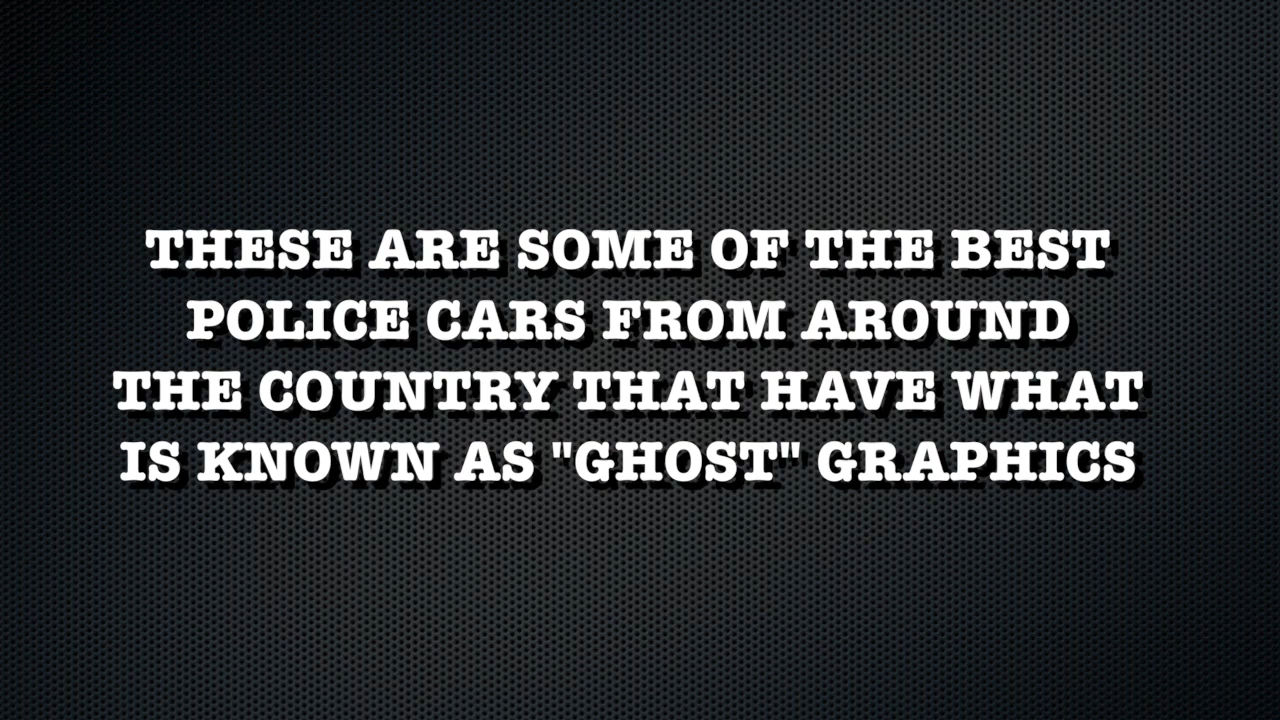 THESE ARE SOME OF THE BEST
POLICE CARS FROM AROUND
THE COUNTRY THAT HAVE WHAT
IS KNOWN AS "GHOST" GRAPHICS